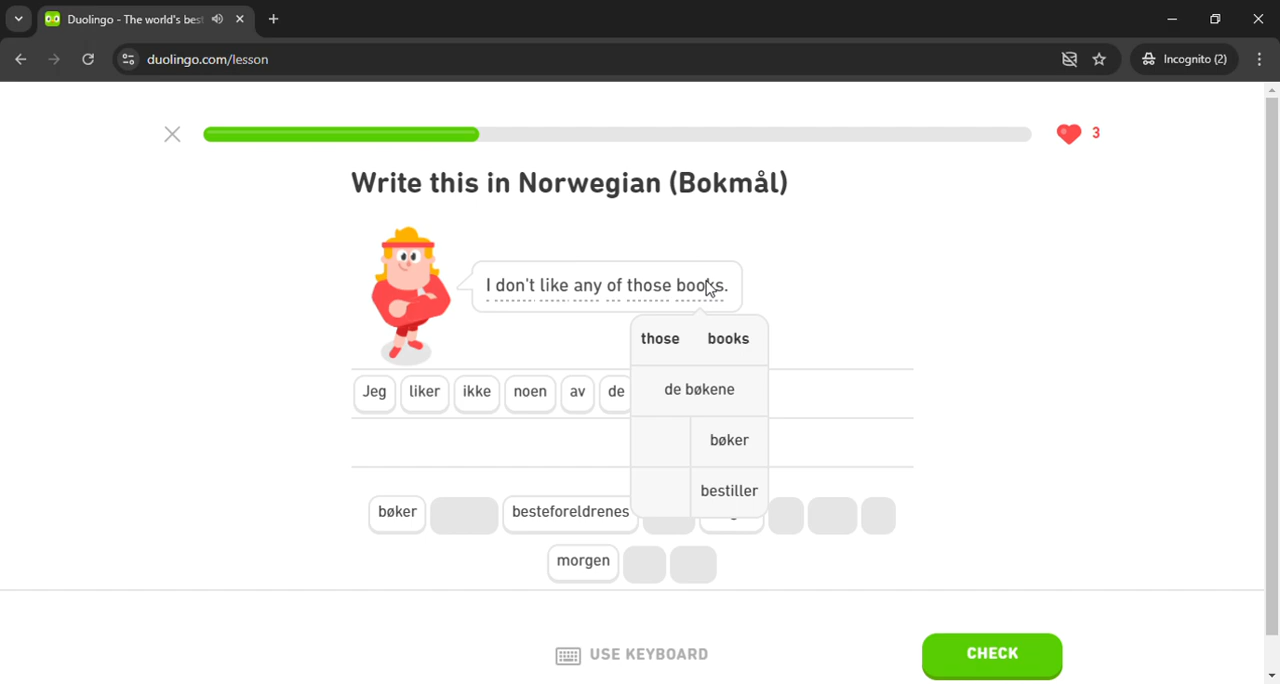 Duolingo - The world's bes
duolingo.com/lesson
Incognito (2)
3
Write this in Norwegian (Bokmål)
I don't like any of those books.
those books
de bøkene
bøker
bestiller
Jeg liker ikke noen av de
bøker besteforeldrenes
morgen
USE KEYBOARD
CHECK